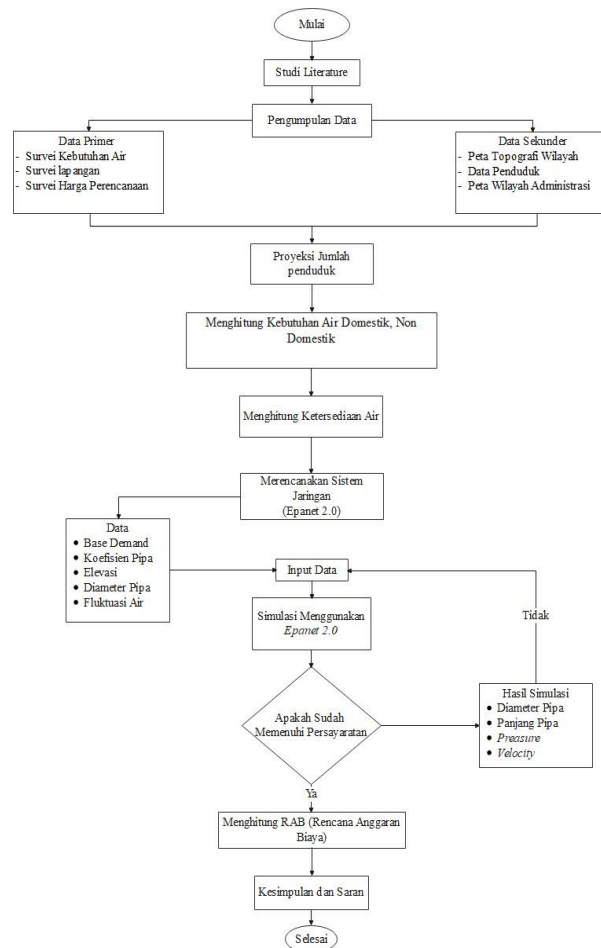 Mulai
Studi Literature
Pengumpulan Data
Data Primer
- Survei Kebutuhan Air
- Survei lapangan
- Survei Harga Perencanaan
Data Sekunder
- Peta Topografi Wilayah
- Data Penduduk
- Peta Wilayah Administrasi
Proyeksi Jumlah
penduduk
Menghitung Kebutuhan Air Domestik, Non
Domestik
Menghitung Ketersediaan Air
Merencanakan Sistem
Jaringan
(Epanet 2.0)
Data
• Base Demand
• Koefisien Pipa
• Elevasi
• Diameter Pipa
• Fluktuasi Air
Input Data
Simulasi Menggunakan
Epanet 2.0
Tidak
Apakah Sudah
Memenuhi Persayaratan
Hasil Simulasi
• Diameter Pipa
• Panjang Pipa
• Preasure
• Velocity
Ya
Menghitung RAB (Rencana Anggaran
Biaya)
Kesimpulan dan Saran
Selesai